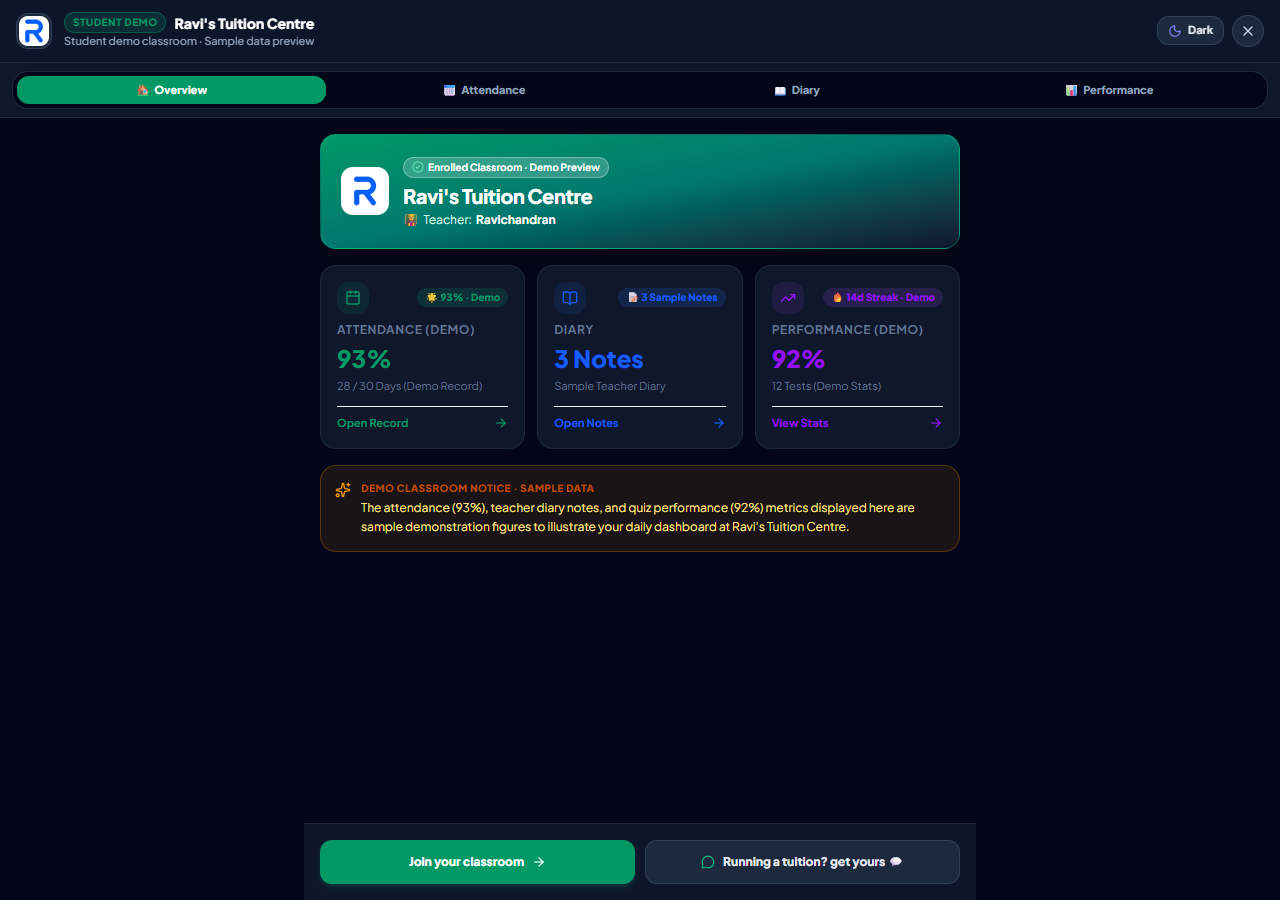 R
STUDENT DEMO
Ravi's Tuition Centre
Student demo classroom · Sample data preview
Dark
Overview
Attendance
Diary
Performance
R
Enrolled Classroom · Demo Preview
Ravi's Tuition Centre
Teacher: Ravichandran
93% · Demo
ATTENDANCE (DEMO)
93%
28 / 30 Days (Demo Record)
Open Record
3 Sample Notes
DIARY
3 Notes
Sample Teacher Diary
Open Notes
14d Streak · Demo
PERFORMANCE (DEMO)
92%
12 Tests (Demo Stats)
View Stats
DEMO CLASSROOM NOTICE · SAMPLE DATA
The attendance (93%), teacher diary notes, and quiz performance (92%) metrics displayed here are
sample demonstration figures to illustrate your daily dashboard at Ravi's Tuition Centre.
Join your classroom
Running a tuition? get yours